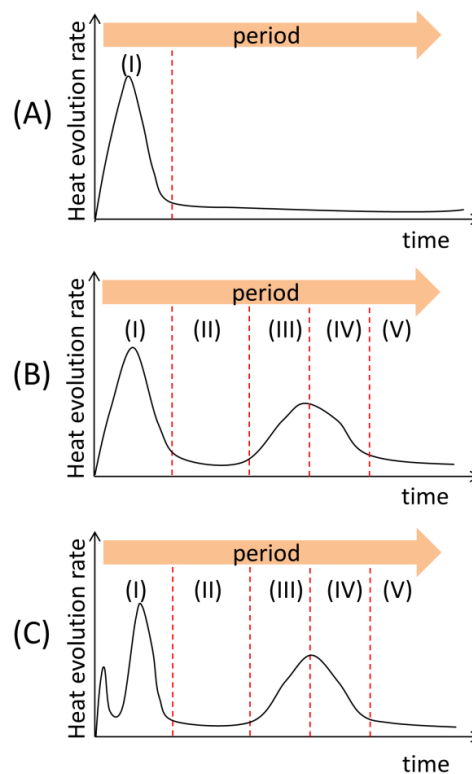 period
(I)
(A)
Heat evolution rate
time
period
(I) (II) (III) (IV) (V)
(B)
Heat evolution rate
time
period
(I) (II) (III) (IV) (V)
(C)
Heat evolution rate
time